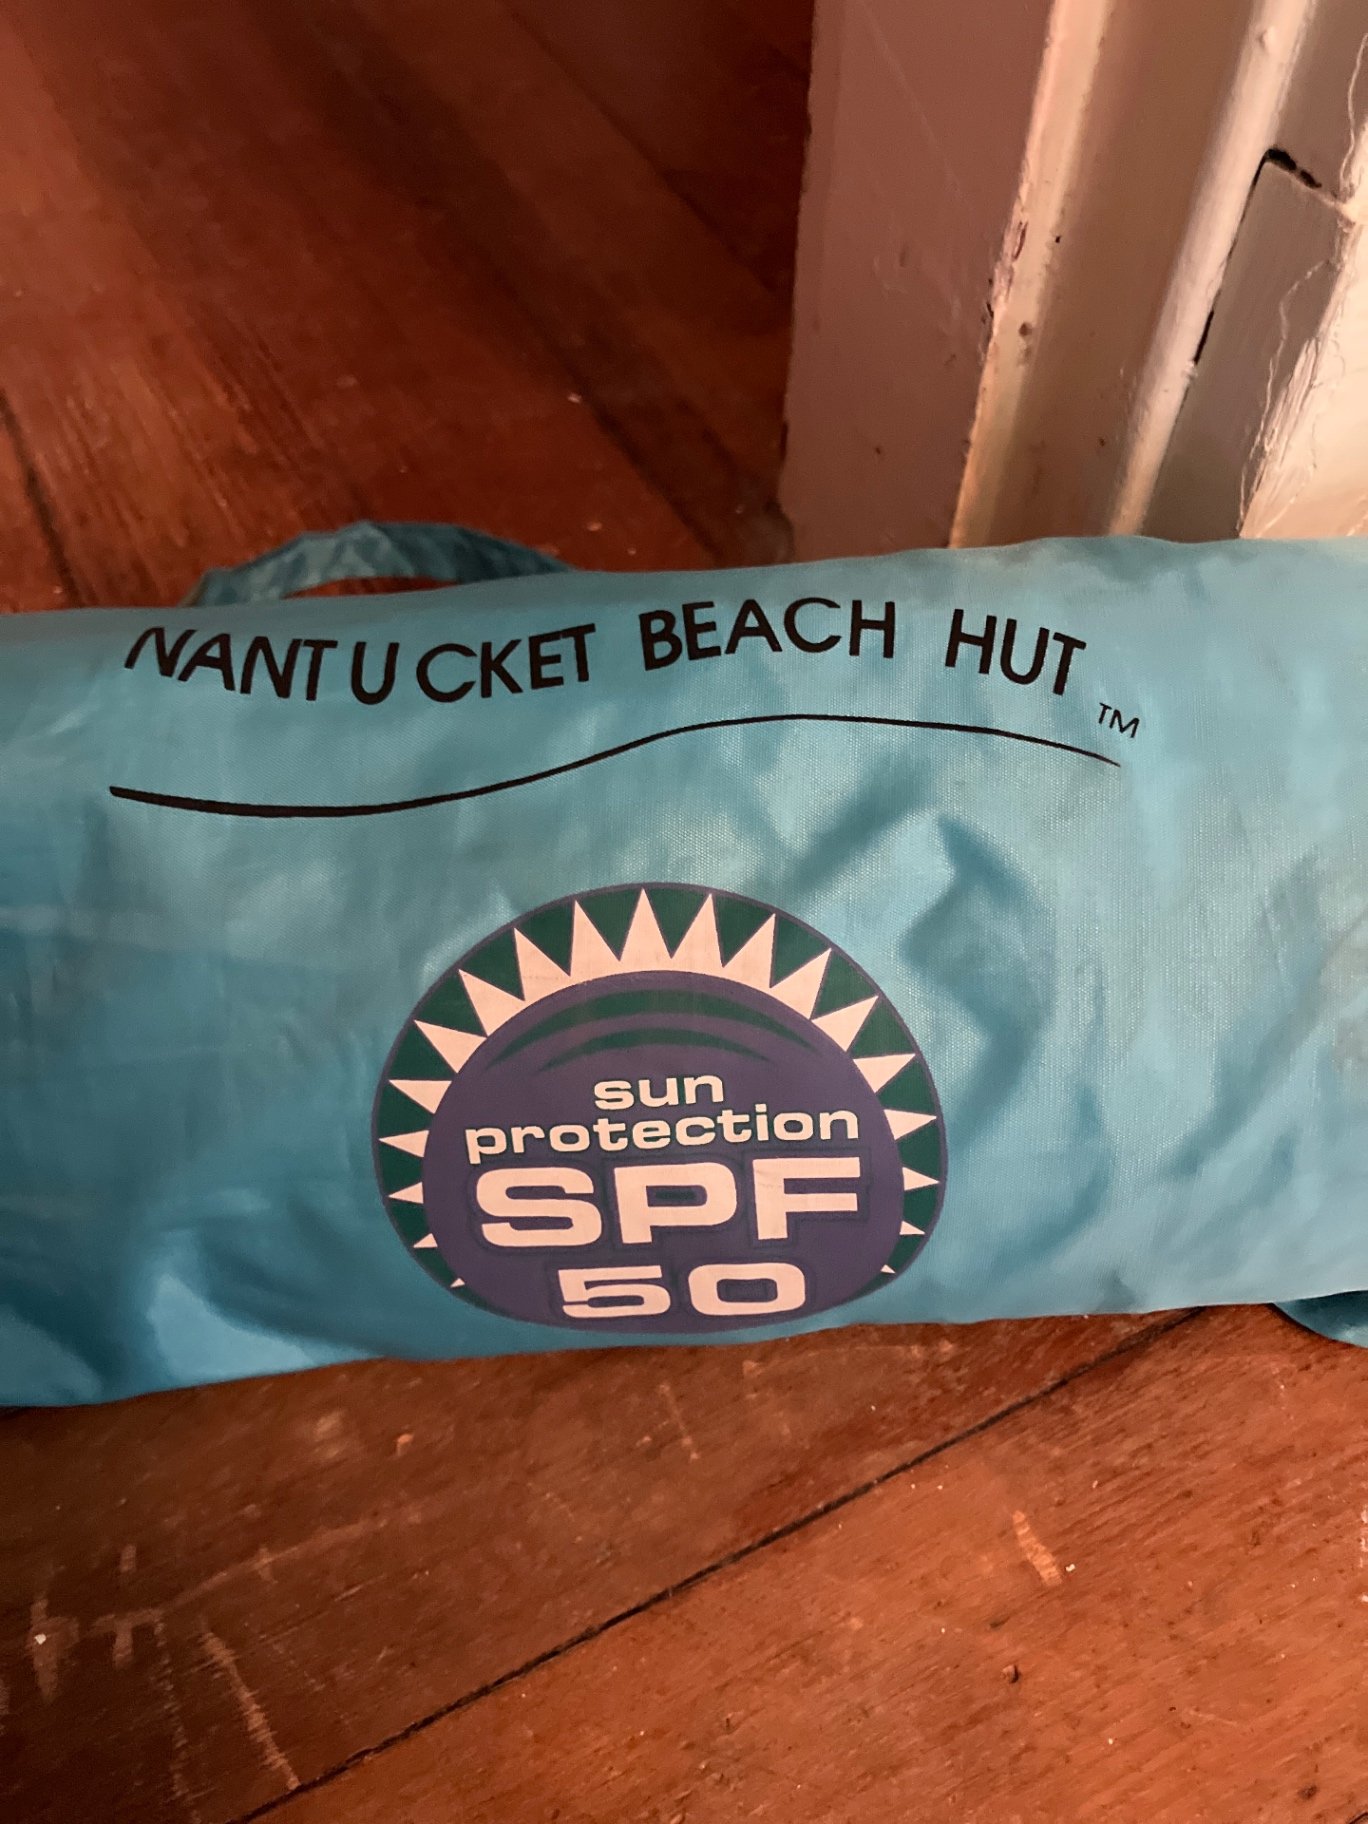 NANTUCKET BEACH HUT TM
sun
protection
SPF
50